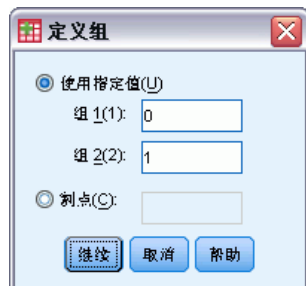 定义组
使用指定值(U)
组 1(1): 0
组 2(2): 1
割点(C):
继续 取消 帮助